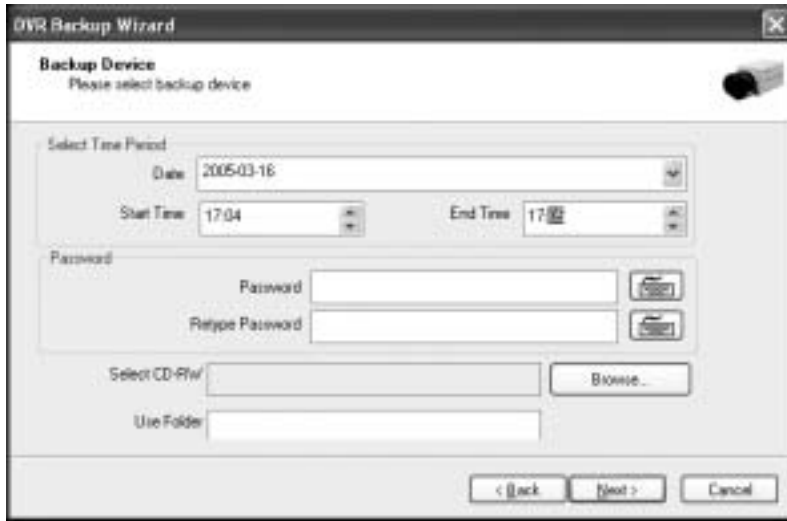 DVR Backup Wizard
Backup Device
Please select backup device
Select Time Period
Date 2005-03-16
Start Time 17:04 End Time 17:
Password
Password
Retype Password
Select CD-RW Browse...
Use Folder
< Back Next > Cancel